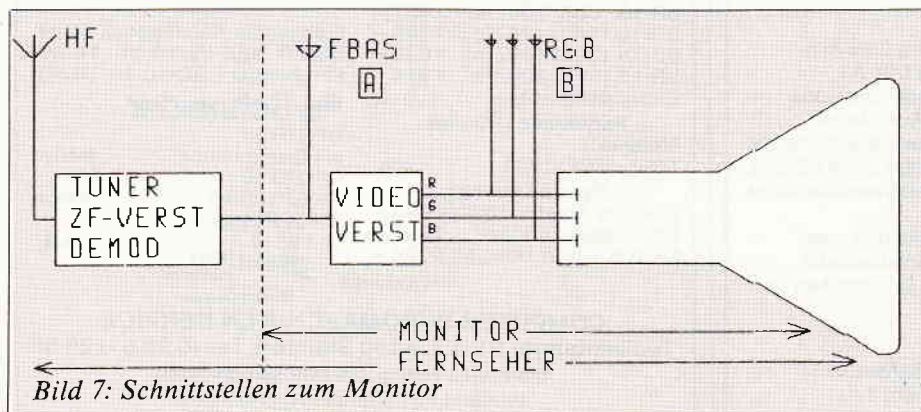 HF
FBAS
A
RGB
B
TUNER
ZF-VERST
DEMOD
VIDEO
VERST
R
G
B
MONITOR
FERNSEHER
Bild 7: Schnittstellen zum Monitor